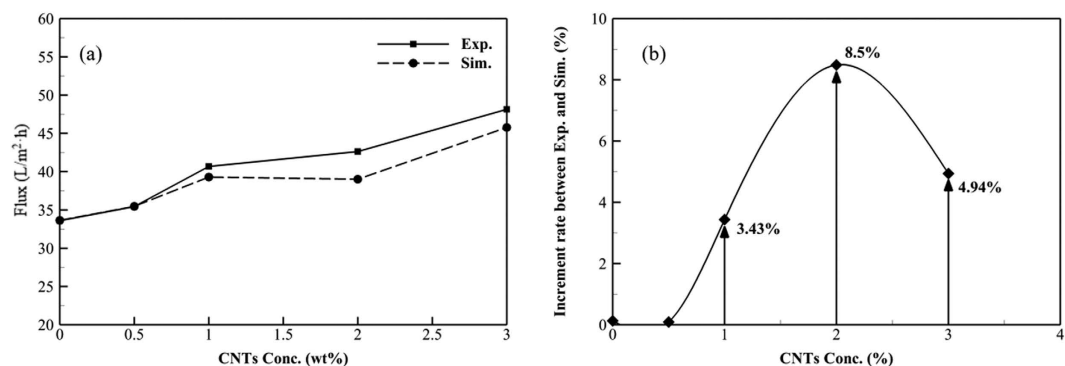 (a)
Exp.
Sim.
Flux (L/m²·h)
60
55
50
45
40
35
30
25
20
0 0.5 1 1.5 2 2.5 3
CNTs Conc. (wt%)
(b)
Increment rate between Exp. and Sim. (%)
10
8
6
4
2
0
8.5%
3.43%
4.94%
0 1 2 3 4
CNTs Conc. (%)